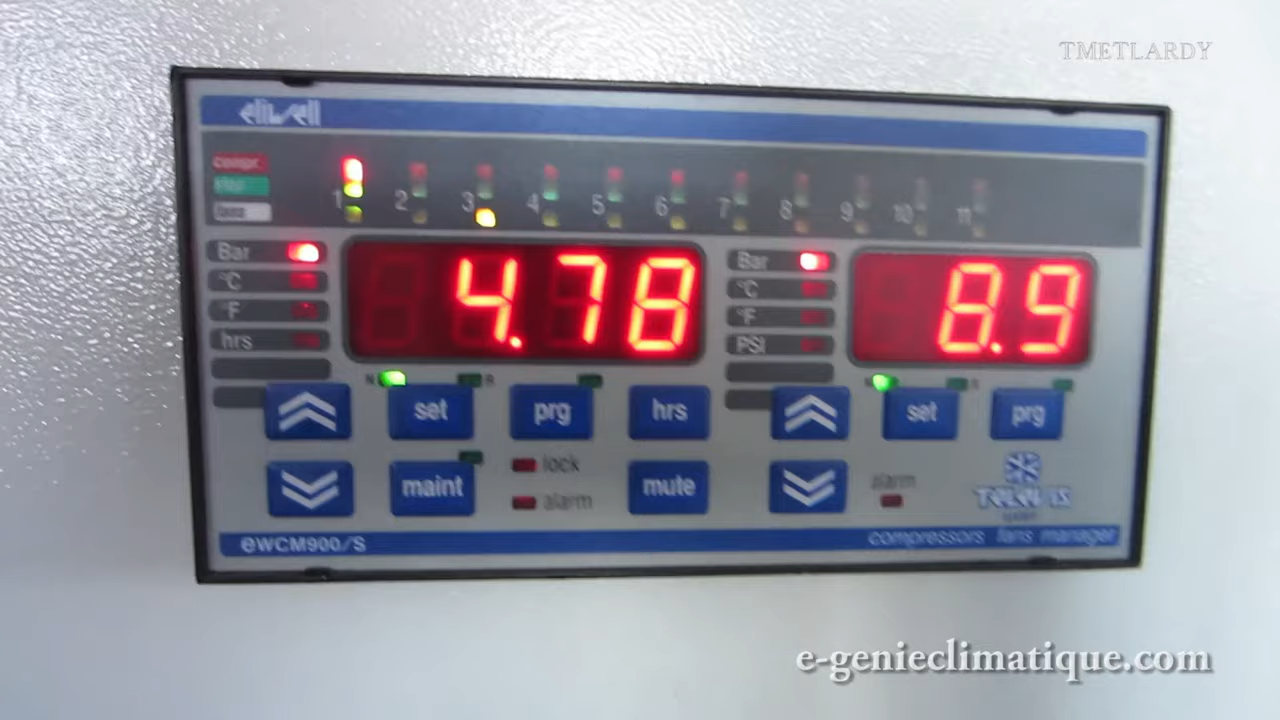 TMETLARDY
eliwell
compr.
fans
1 2 3 4 5 6 7 8 9 10 11
Bar
°C
°F
hrs
4.78
Bar
°C
°F
PSI
8.9
N R
set prg hrs
set prg
maint
lock
alarm
mute
alarm
TELEVIS
eWCM900/S
compressors fans manager
e-genieclimatique.com